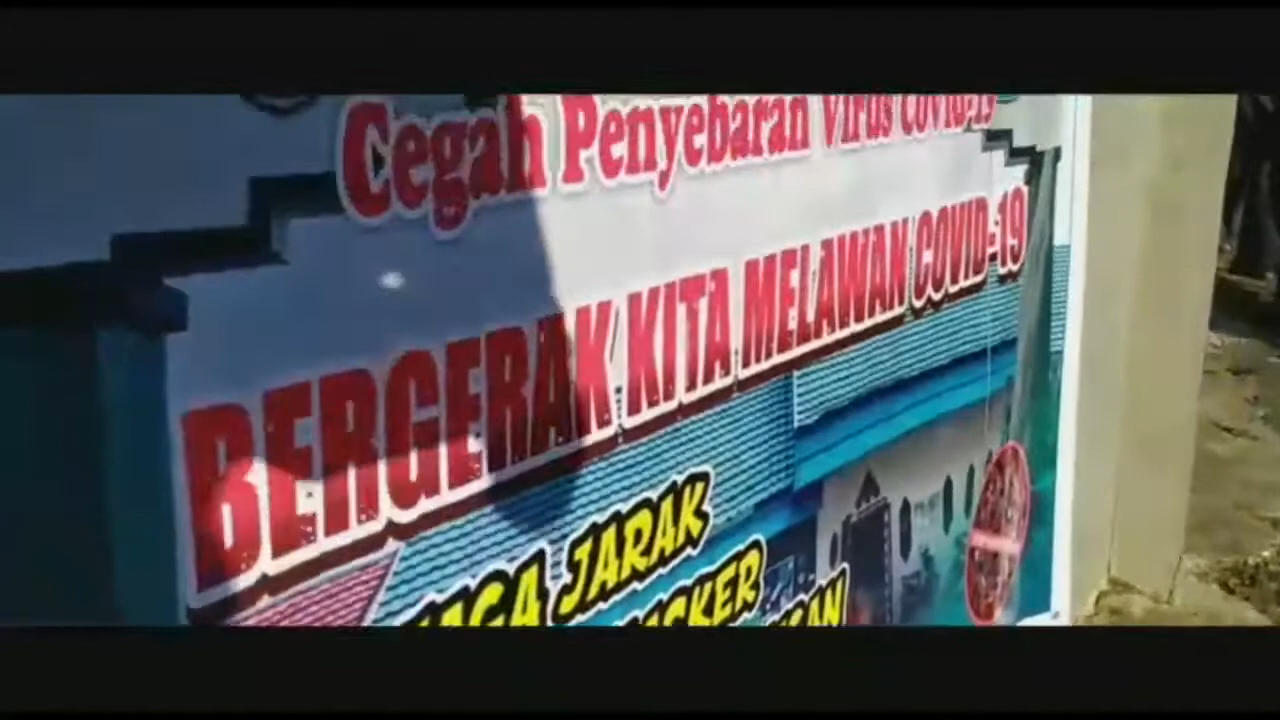 Cegah Penyebaran Virus Covid-19
BERGERAK KITA MELAWAN COVID-19
JARAK